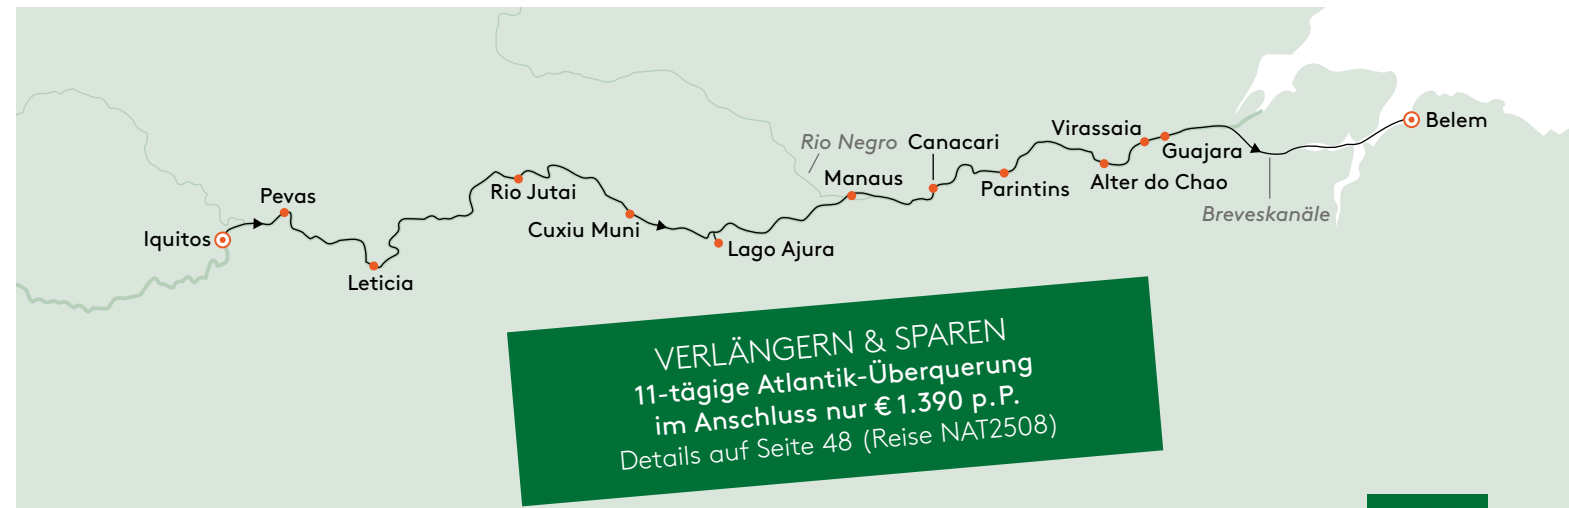 Iquitos
Pevas
Leticia
Rio Jutai
Cuxiu Muni
Lago Ajura
Manaus
Rio Negro
Canacari
Parintins
Virassaia
Alter do Chao
Guajara
Breveskanäle
Belem
VERLÄNGERN & SPAREN
11-tägige Atlantik-Überquerung
im Anschluss nur € 1.390 p.P.
Details auf Seite 48 (Reise NAT2508)